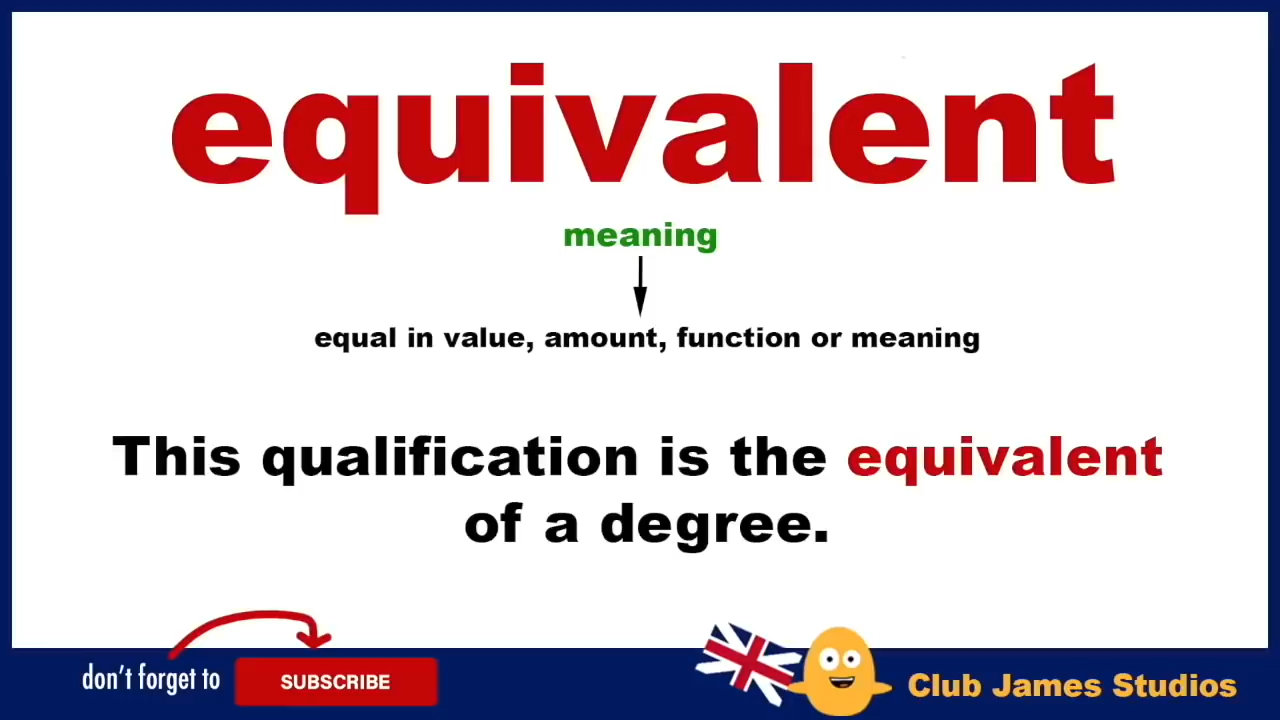 equivalent
meaning
equal in value, amount, function or meaning
This qualification is the equivalent
of a degree.
don't forget to
SUBSCRIBE
Club James Studios